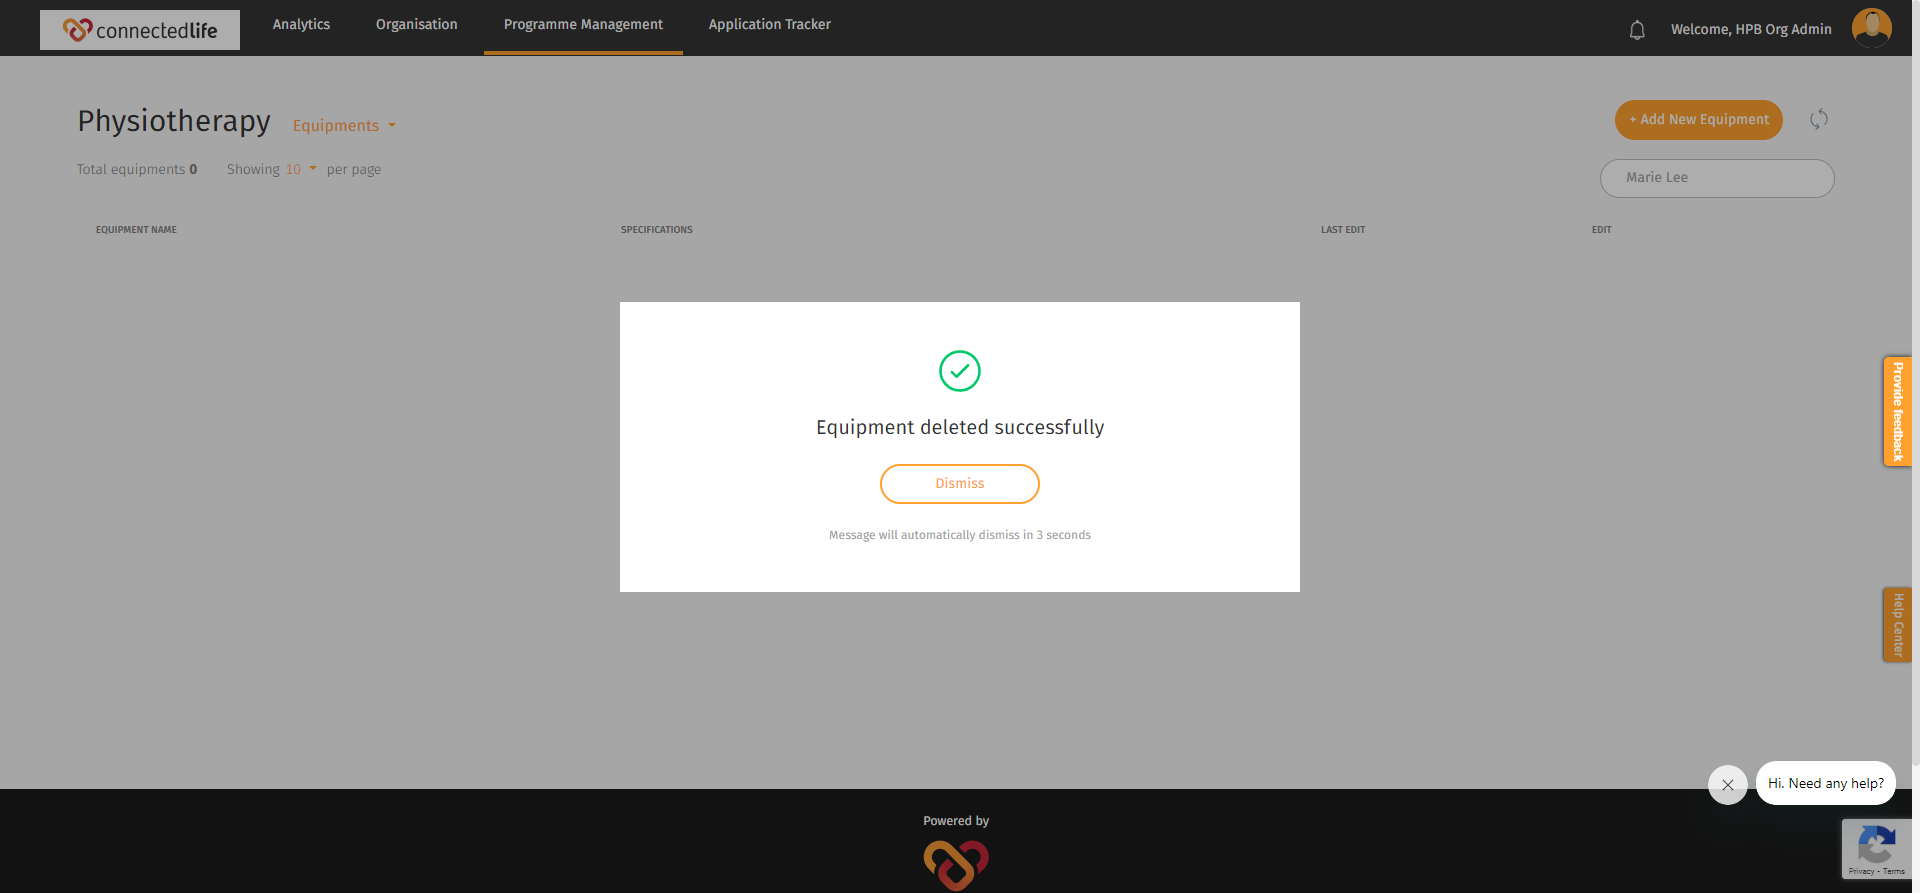 connectedlife
Analytics
Organisation
Programme Management
Application Tracker
Welcome, HPB Org Admin
Physiotherapy
Equipments
+ Add New Equipment
Total equipments 0
Showing 10 per page
Marie Lee
EQUIPMENT NAME
SPECIFICATIONS
LAST EDIT
EDIT
Equipment deleted successfully
Dismiss
Message will automatically dismiss in 3 seconds
Provide feedback
Help Center
Hi. Need any help?
Powered by
Privacy - Terms